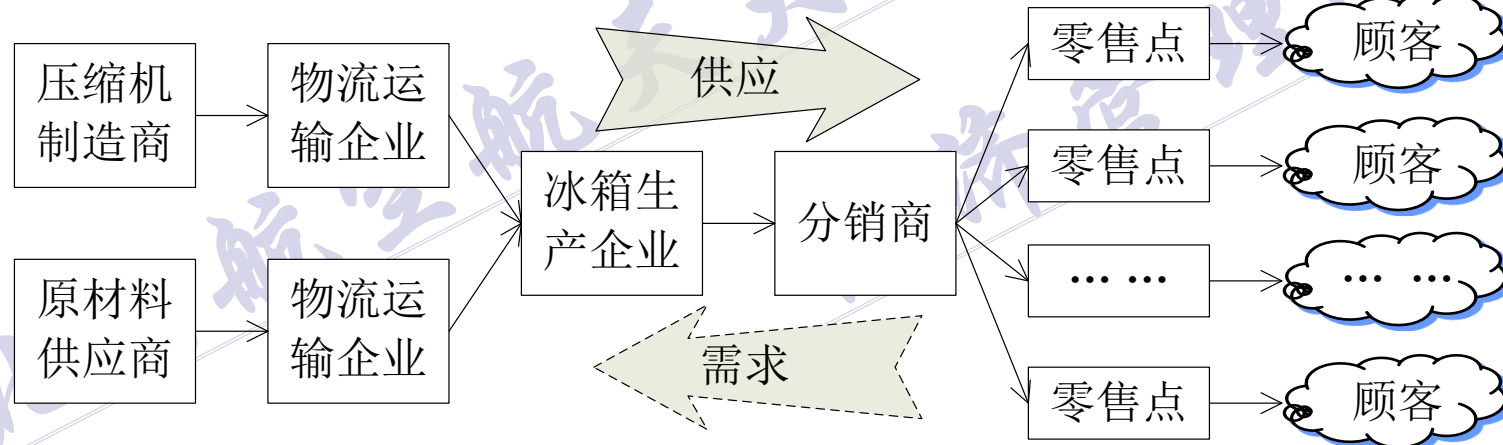 压缩机
制造商
物流运
输企业
原材料
供应商
物流运
输企业
供应
冰箱生
产企业
分销商
需求
零售点
顾客
零售点
顾客
… …
… …
零售点
顾客